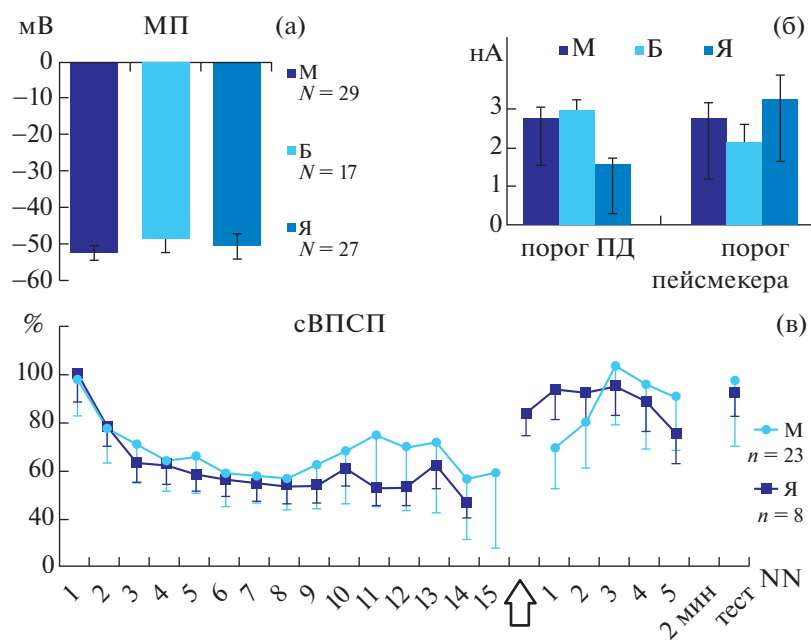 мВ МП (а)
0
–10
–20
–30
–40
–50
–60
М
N = 29
Б
N = 17
Я
N = 27
(б)
М Б Я
нА
3
2
1
0
порог ПД порог
пейсмекера
% сВПСП (в)
100
80
60
40
0
М
n = 23
Я
n = 8
1 2 3 4 5 6 7 8 9 10 11 12 13 14 15 1 2 3 4 5 2 мин тест NN